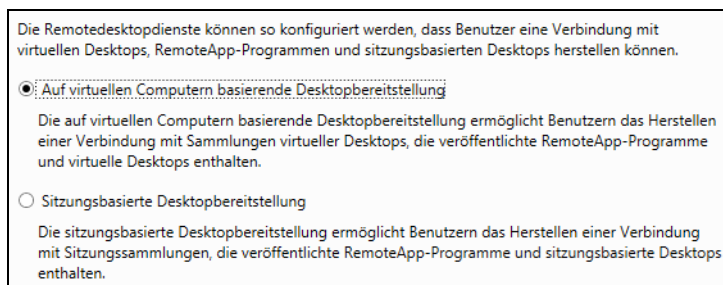 Die Remotedesktopdienste können so konfiguriert werden, dass Benutzer eine Verbindung mit
virtuellen Desktops, RemoteApp-Programmen und sitzungsbasierten Desktops herstellen können.
Auf virtuellen Computern basierende Desktopbereitstellung
Die auf virtuellen Computern basierende Desktopbereitstellung ermöglicht Benutzern das Herstellen
einer Verbindung mit Sammlungen virtueller Desktops, die veröffentlichte RemoteApp-Programme
und virtuelle Desktops enthalten.
Sitzungsbasierte Desktopbereitstellung
Die sitzungsbasierte Desktopbereitstellung ermöglicht Benutzern das Herstellen einer Verbindung
mit Sitzungssammlungen, die veröffentlichte RemoteApp-Programme und sitzungsbasierte Desktops
enthalten.